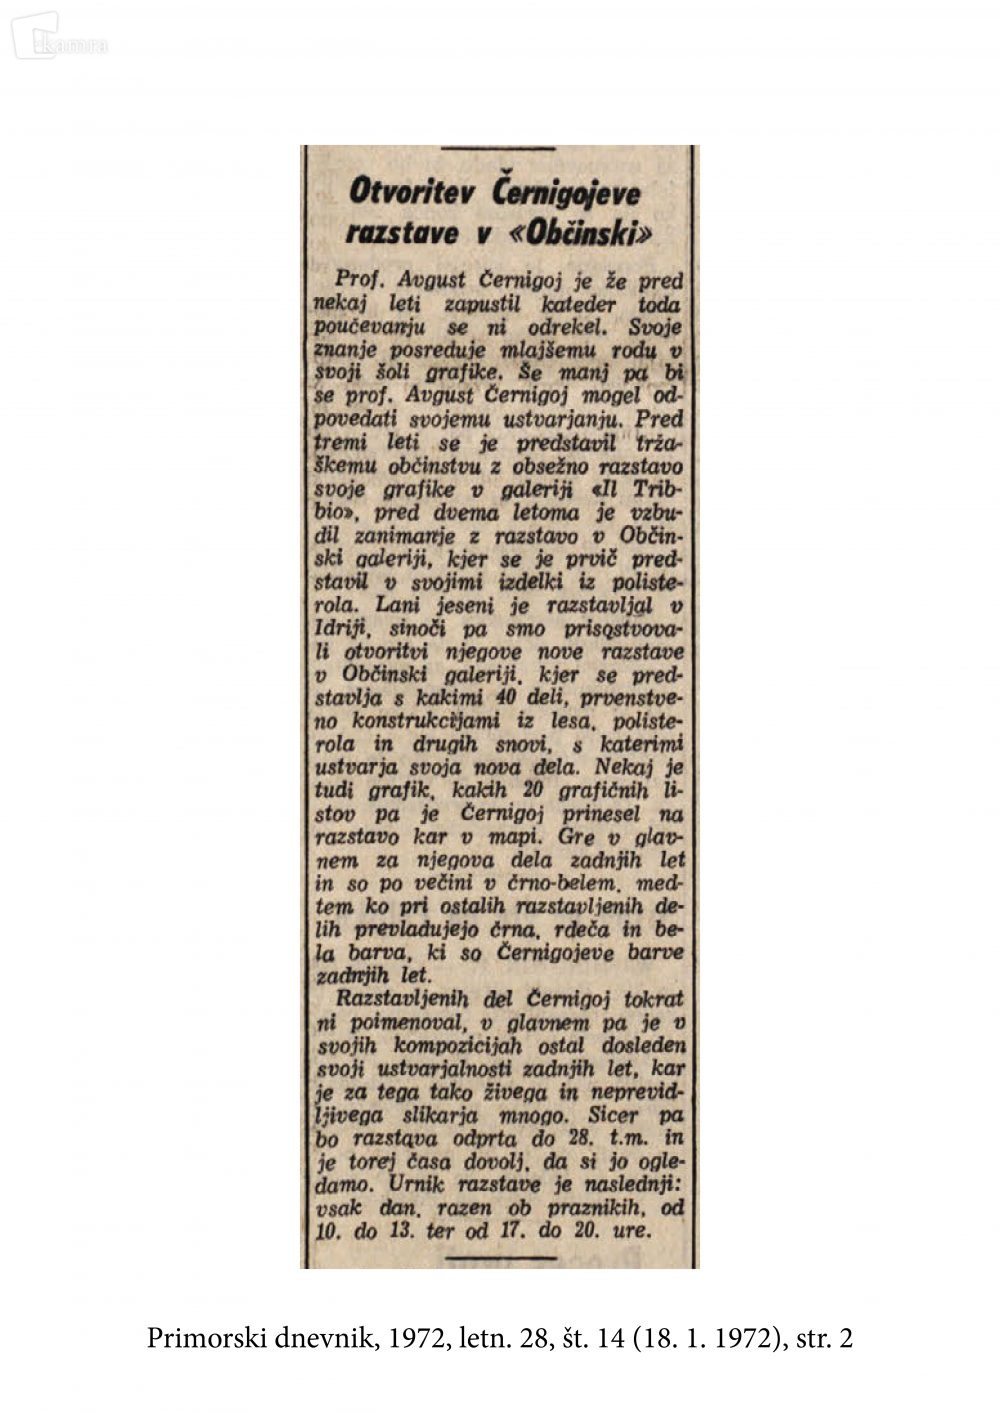 kamra
Otvoritev Černigojeve
razstave v «Občinski»
Prof. Avgust Černigoj je že pred
nekaj leti zapustil kateder toda
poučevanju se ni odrekel. Svoje
znanje posreduje mlajšemu rodu v
svoji šoli grafike. Še manj pa bi
se prof. Avgust Černigoj mogel od-
povedati svojemu ustvarjanju. Pred
tremi leti se je predstavil trža-
škemu občinstvu z obsežno razstavo
svoje grafike v galeriji «Il Trib-
bio», pred dvema letoma je vzbu-
dil zanimanje z razstavo v Občin-
ski galeriji, kjer se je prvič pred-
stavil v svojimi izdelki iz poliste-
rola. Lani jeseni je razstavljal v
Idriji, sinoči pa smo prisostvova-
li otvoritvi njegove nove razstave
v Občinski galeriji, kjer se pred-
stavlja s kakimi 40 deli, prvenstve-
no konstrukcijami iz lesa, poliste-
rola in drugih snovi, s katerimi
ustvarja svoja nova dela. Nekaj je
tudi grafik, kakih 20 grafičnih li-
stov pa je Černigoj prinesel na
razstavo kar v mapi. Gre v glav-
nem za njegova dela zadnjih let
in so po večini v črno-belem, med-
tem ko pri ostalih razstavljenih de-
lih prevladujejo črna, rdeča in be-
la barva, ki so Černigojeve barve
zadnjih let.
Razstavljenih del Černigoj tokrat
ni poimenoval, v glavnem pa je v
svojih kompozicijah ostal dosleden
svoji ustvarjalnosti zadnjih let, kar
je za tega tako živega in neprevid-
ljivega slikarja mnogo. Sicer pa
bo razstava odprta do 28. t.m. in
je torej časa dovolj, da si jo ogle-
damo. Urnik razstave je naslednji:
vsak dan, razen ob praznikih, od
10. do 13. ter od 17. do 20. ure.
Primorski dnevnik, 1972, letn. 28, št. 14 (18. 1. 1972), str. 2